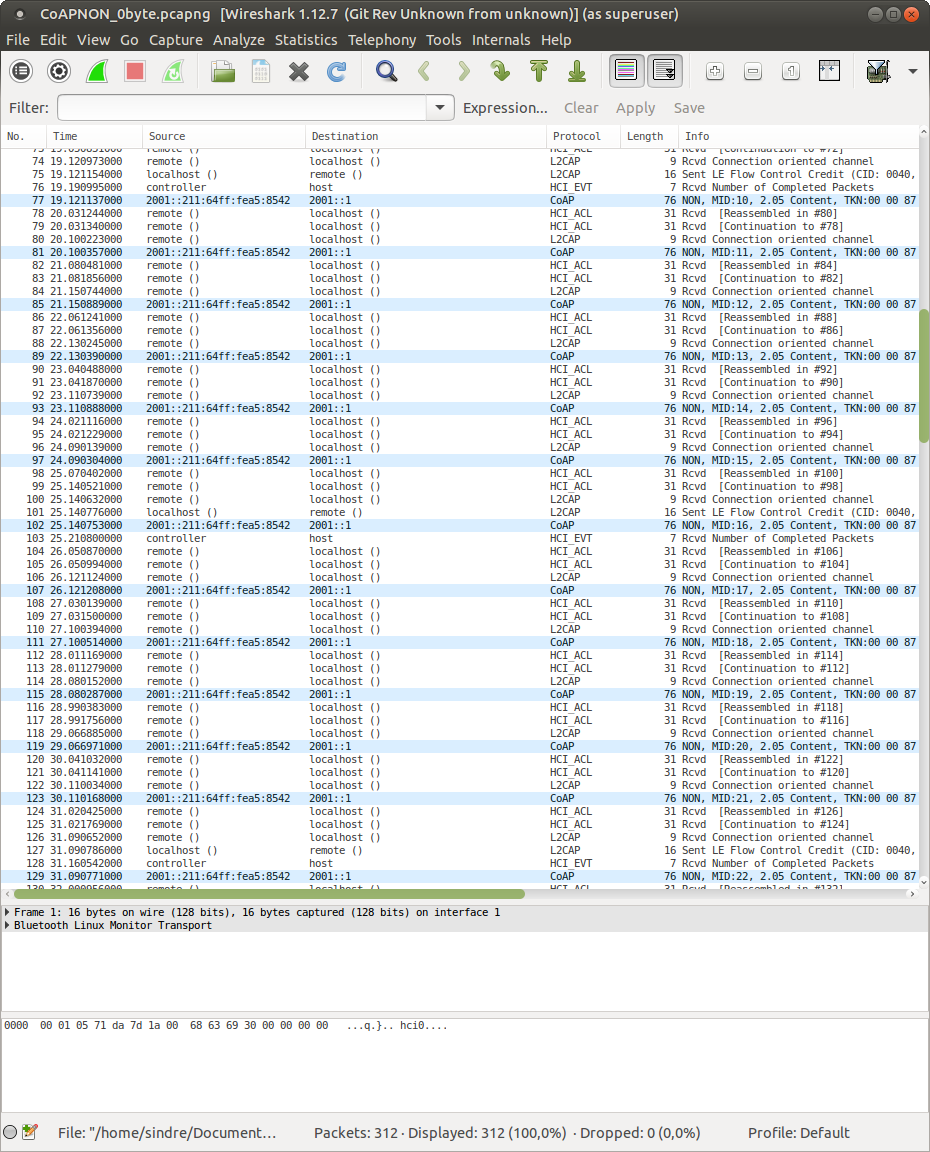 CoAPNON_0byte.pcapng [Wireshark 1.12.7 (Git Rev Unknown from unknown)] (as superuser)
File Edit View Go Capture Analyze Statistics Telephony Tools Internals Help
Filter: Expression... Clear Apply Save
No. Time Source Destination Protocol Length Info
74 19.120973000 remote () localhost () L2CAP 9 Rcvd Connection oriented channel
75 19.121154000 localhost () remote () L2CAP 16 Sent LE Flow Control Credit (CID: 0040,
76 19.190995000 controller host HCI_EVT 7 Rcvd Number of Completed Packets
77 19.121137000 2001::211:64ff:fea5:8542 2001::1 CoAP 76 NON, MID:10, 2.05 Content, TKN:00 00 87
78 20.031244000 remote () localhost () HCI_ACL 31 Rcvd [Reassembled in #80]
79 20.031340000 remote () localhost () HCI_ACL 31 Rcvd [Continuation to #78]
80 20.100223000 remote () localhost () L2CAP 9 Rcvd Connection oriented channel
81 20.100357000 2001::211:64ff:fea5:8542 2001::1 CoAP 76 NON, MID:11, 2.05 Content, TKN:00 00 87
82 21.080481000 remote () localhost () HCI_ACL 31 Rcvd [Reassembled in #84]
83 21.081856000 remote () localhost () HCI_ACL 31 Rcvd [Continuation to #82]
84 21.150744000 remote () localhost () L2CAP 9 Rcvd Connection oriented channel
85 21.150889000 2001::211:64ff:fea5:8542 2001::1 CoAP 76 NON, MID:12, 2.05 Content, TKN:00 00 87
86 22.061241000 remote () localhost () HCI_ACL 31 Rcvd [Reassembled in #88]
87 22.061356000 remote () localhost () HCI_ACL 31 Rcvd [Continuation to #86]
88 22.130245000 remote () localhost () L2CAP 9 Rcvd Connection oriented channel
89 22.130390000 2001::211:64ff:fea5:8542 2001::1 CoAP 76 NON, MID:13, 2.05 Content, TKN:00 00 87
90 23.040488000 remote () localhost () HCI_ACL 31 Rcvd [Reassembled in #92]
91 23.041870000 remote () localhost () HCI_ACL 31 Rcvd [Continuation to #90]
92 23.110739000 remote () localhost () L2CAP 9 Rcvd Connection oriented channel
93 23.110888000 2001::211:64ff:fea5:8542 2001::1 CoAP 76 NON, MID:14, 2.05 Content, TKN:00 00 87
94 24.021116000 remote () localhost () HCI_ACL 31 Rcvd [Reassembled in #96]
95 24.021229000 remote () localhost () HCI_ACL 31 Rcvd [Continuation to #94]
96 24.090139000 remote () localhost () L2CAP 9 Rcvd Connection oriented channel
97 24.090304000 2001::211:64ff:fea5:8542 2001::1 CoAP 76 NON, MID:15, 2.05 Content, TKN:00 00 87
98 25.070402000 remote () localhost () HCI_ACL 31 Rcvd [Reassembled in #100]
99 25.140521000 remote () localhost () HCI_ACL 31 Rcvd [Continuation to #98]
100 25.140632000 remote () localhost () L2CAP 9 Rcvd Connection oriented channel
101 25.140776000 localhost () remote () L2CAP 16 Sent LE Flow Control Credit (CID: 0040,
102 25.140753000 2001::211:64ff:fea5:8542 2001::1 CoAP 76 NON, MID:16, 2.05 Content, TKN:00 00 87
103 25.210800000 controller host HCI_EVT 7 Rcvd Number of Completed Packets
104 26.050870000 remote () localhost () HCI_ACL 31 Rcvd [Reassembled in #106]
105 26.050994000 remote () localhost () HCI_ACL 31 Rcvd [Continuation to #104]
106 26.121124000 remote () localhost () L2CAP 9 Rcvd Connection oriented channel
107 26.121208000 2001::211:64ff:fea5:8542 2001::1 CoAP 76 NON, MID:17, 2.05 Content, TKN:00 00 87
108 27.030139000 remote () localhost () HCI_ACL 31 Rcvd [Reassembled in #110]
109 27.031500000 remote () localhost () HCI_ACL 31 Rcvd [Continuation to #108]
110 27.100394000 remote () localhost () L2CAP 9 Rcvd Connection oriented channel
111 27.100514000 2001::211:64ff:fea5:8542 2001::1 CoAP 76 NON, MID:18, 2.05 Content, TKN:00 00 87
112 28.011169000 remote () localhost () HCI_ACL 31 Rcvd [Reassembled in #114]
113 28.011279000 remote () localhost () HCI_ACL 31 Rcvd [Continuation to #112]
114 28.080152000 remote () localhost () L2CAP 9 Rcvd Connection oriented channel
115 28.080287000 2001::211:64ff:fea5:8542 2001::1 CoAP 76 NON, MID:19, 2.05 Content, TKN:00 00 87
116 28.990383000 remote () localhost () HCI_ACL 31 Rcvd [Reassembled in #118]
117 28.991756000 remote () localhost () HCI_ACL 31 Rcvd [Continuation to #116]
118 29.066885000 remote () localhost () L2CAP 9 Rcvd Connection oriented channel
119 29.066971000 2001::211:64ff:fea5:8542 2001::1 CoAP 76 NON, MID:20, 2.05 Content, TKN:00 00 87
120 30.041032000 remote () localhost () HCI_ACL 31 Rcvd [Reassembled in #122]
121 30.041141000 remote () localhost () HCI_ACL 31 Rcvd [Continuation to #120]
122 30.110034000 remote () localhost () L2CAP 9 Rcvd Connection oriented channel
123 30.110168000 2001::211:64ff:fea5:8542 2001::1 CoAP 76 NON, MID:21, 2.05 Content, TKN:00 00 87
124 31.020425000 remote () localhost () HCI_ACL 31 Rcvd [Reassembled in #126]
125 31.021769000 remote () localhost () HCI_ACL 31 Rcvd [Continuation to #124]
126 31.090652000 remote () localhost () L2CAP 9 Rcvd Connection oriented channel
127 31.090786000 localhost () remote () L2CAP 16 Sent LE Flow Control Credit (CID: 0040,
128 31.160542000 controller host HCI_EVT 7 Rcvd Number of Completed Packets
129 31.090771000 2001::211:64ff:fea5:8542 2001::1 CoAP 76 NON, MID:22, 2.05 Content, TKN:00 00 87
Frame 1: 16 bytes on wire (128 bits), 16 bytes captured (128 bits) on interface 1
Bluetooth Linux Monitor Transport
0000 00 01 05 71 da 7d 1a 00 68 63 69 30 00 00 00 00 ...q.}.. hci0....
File: "/home/sindre/Document... Packets: 312 · Displayed: 312 (100,0%) · Dropped: 0 (0,0%) Profile: Default